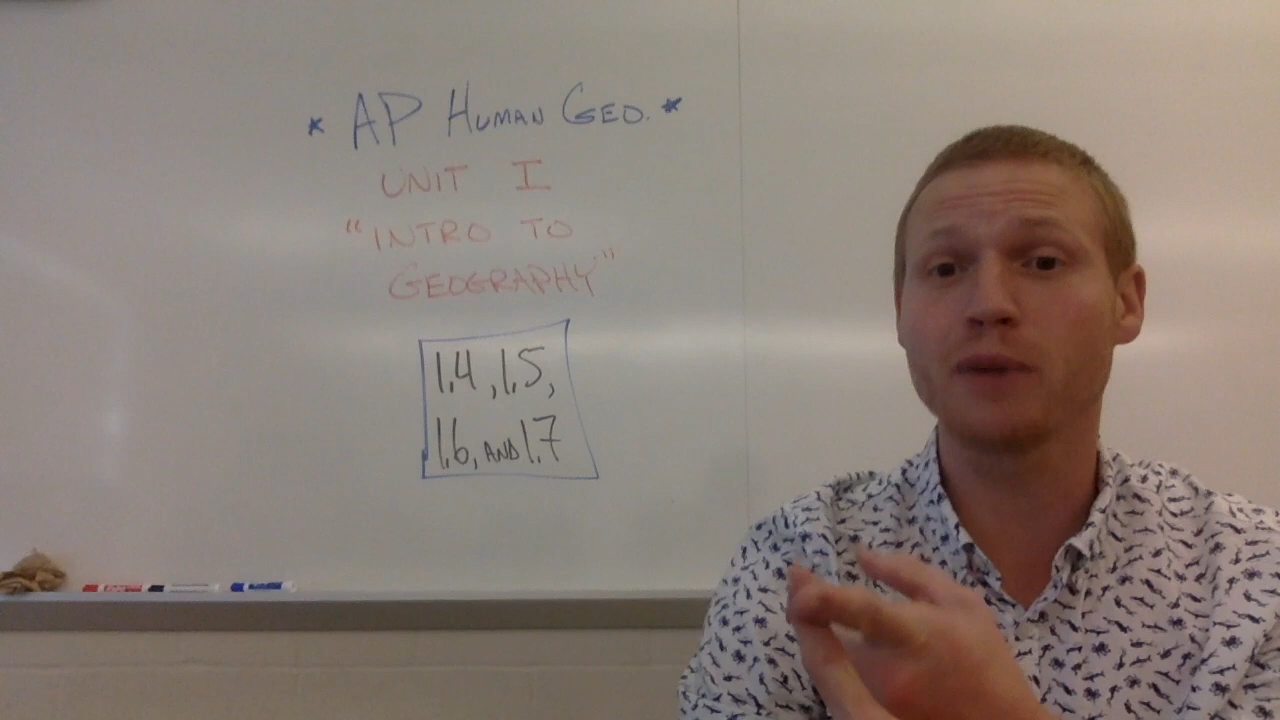 * AP HUMAN GEO. *
UNIT I
"INTRO TO
GEOGRAPHY"
1.4, 1.5,
1.6, AND 1.7